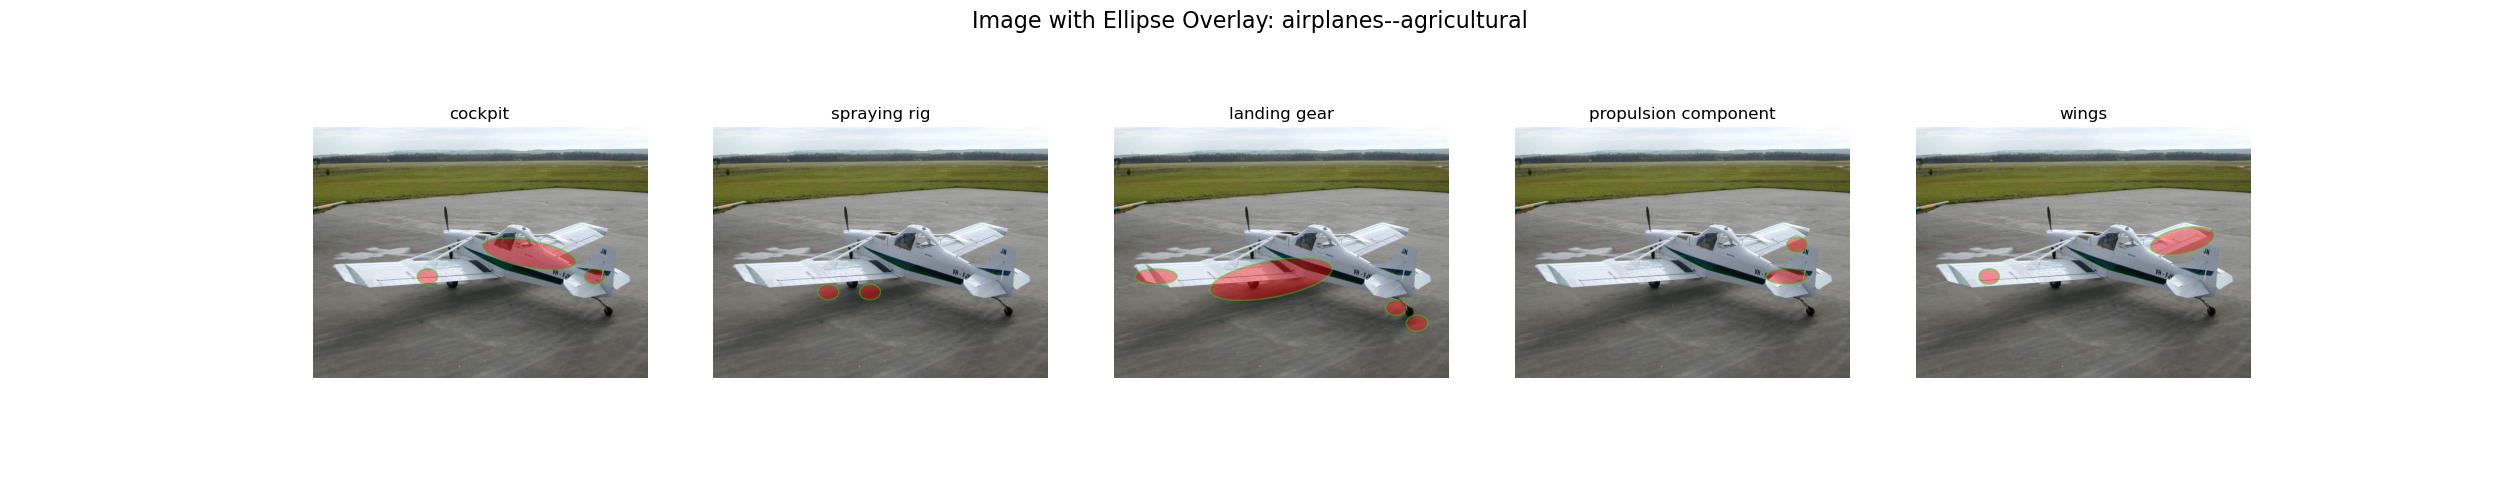 Image with Ellipse Overlay: airplanes--agricultural
cockpit
spraying rig
landing gear
propulsion component
wings